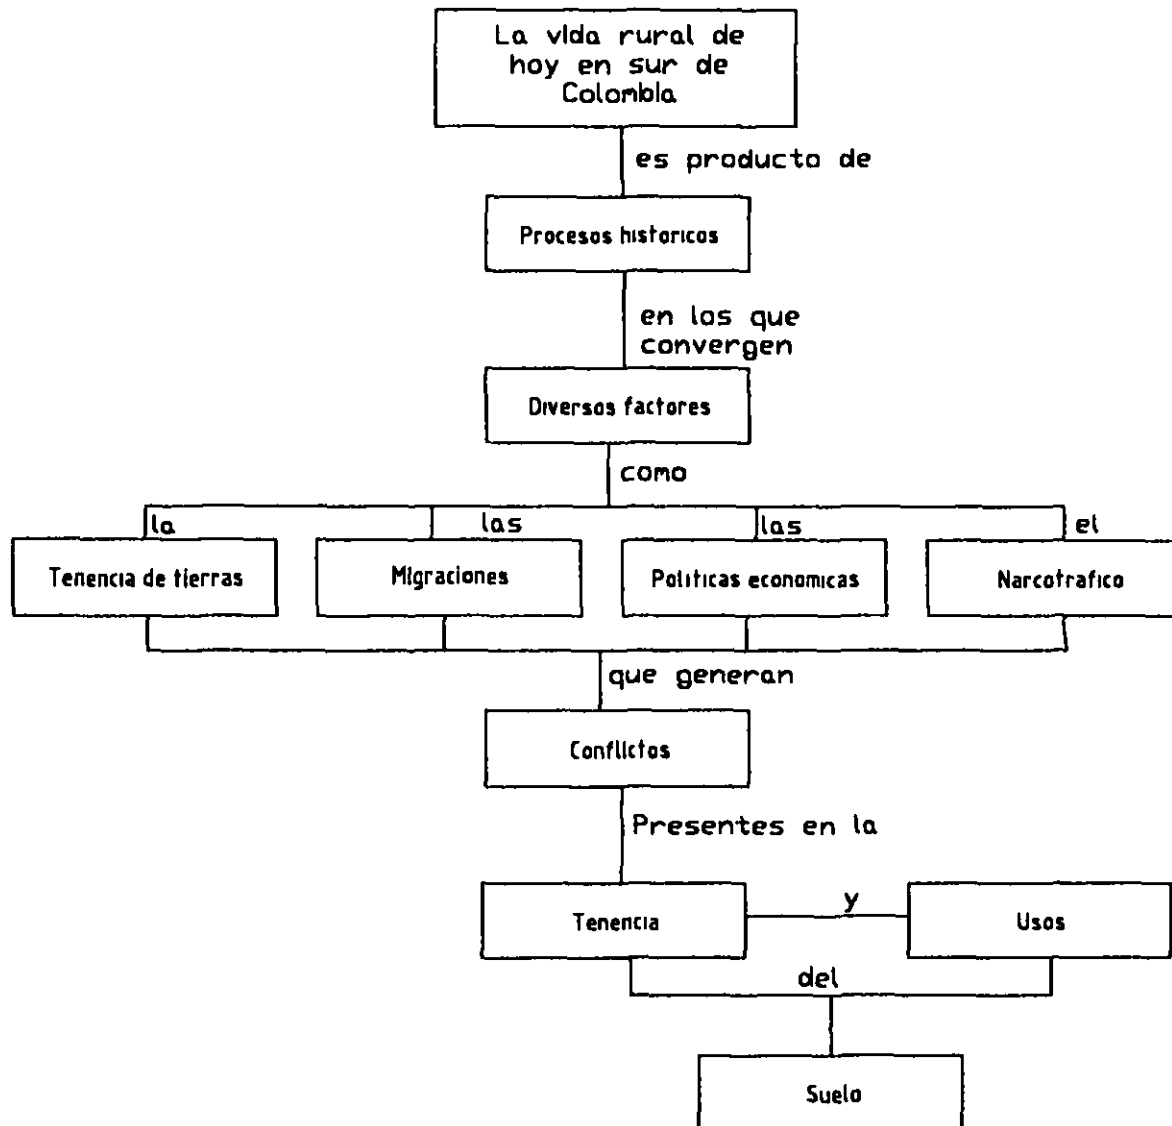 La vida rural de
hoy en sur de
Colombia
es producto de
Procesos historicos
en los que
convergen
Diversos factores
como
la
las
las
el
Tenencia de tierras
Migraciones
Politicas economicas
Narcotrafico
que generan
Conflictos
Presentes en la
Tenencia
y
Usos
del
Suelo